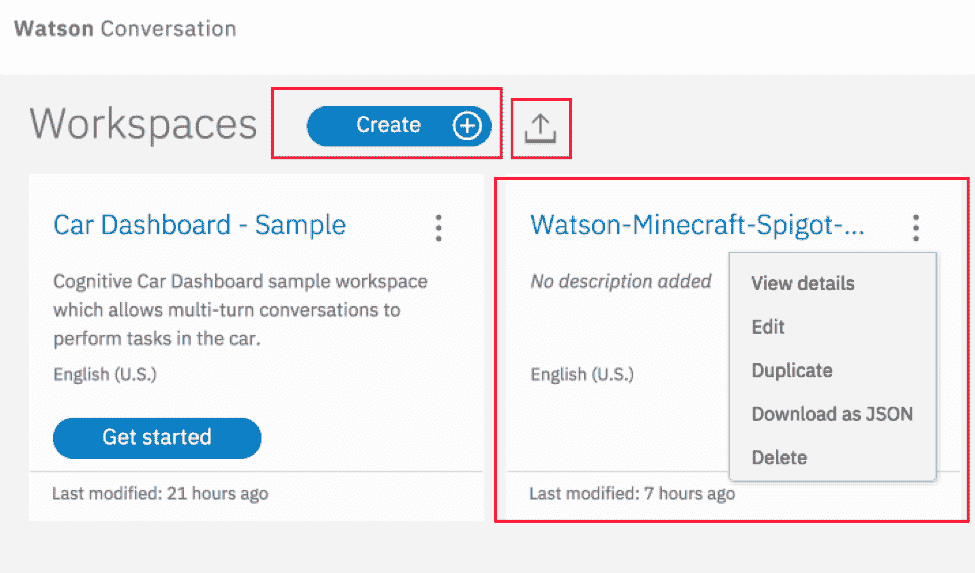 Watson Conversation
Workspaces
Create
Car Dashboard - Sample
Cognitive Car Dashboard sample workspace
which allows multi-turn conversations to
perform tasks in the car.
English (U.S.)
Get started
Last modified: 21 hours ago
Watson-Minecraft-Spigot-...
No description added
English (U.S.)
View details
Edit
Duplicate
Download as JSON
Delete
Last modified: 7 hours ago